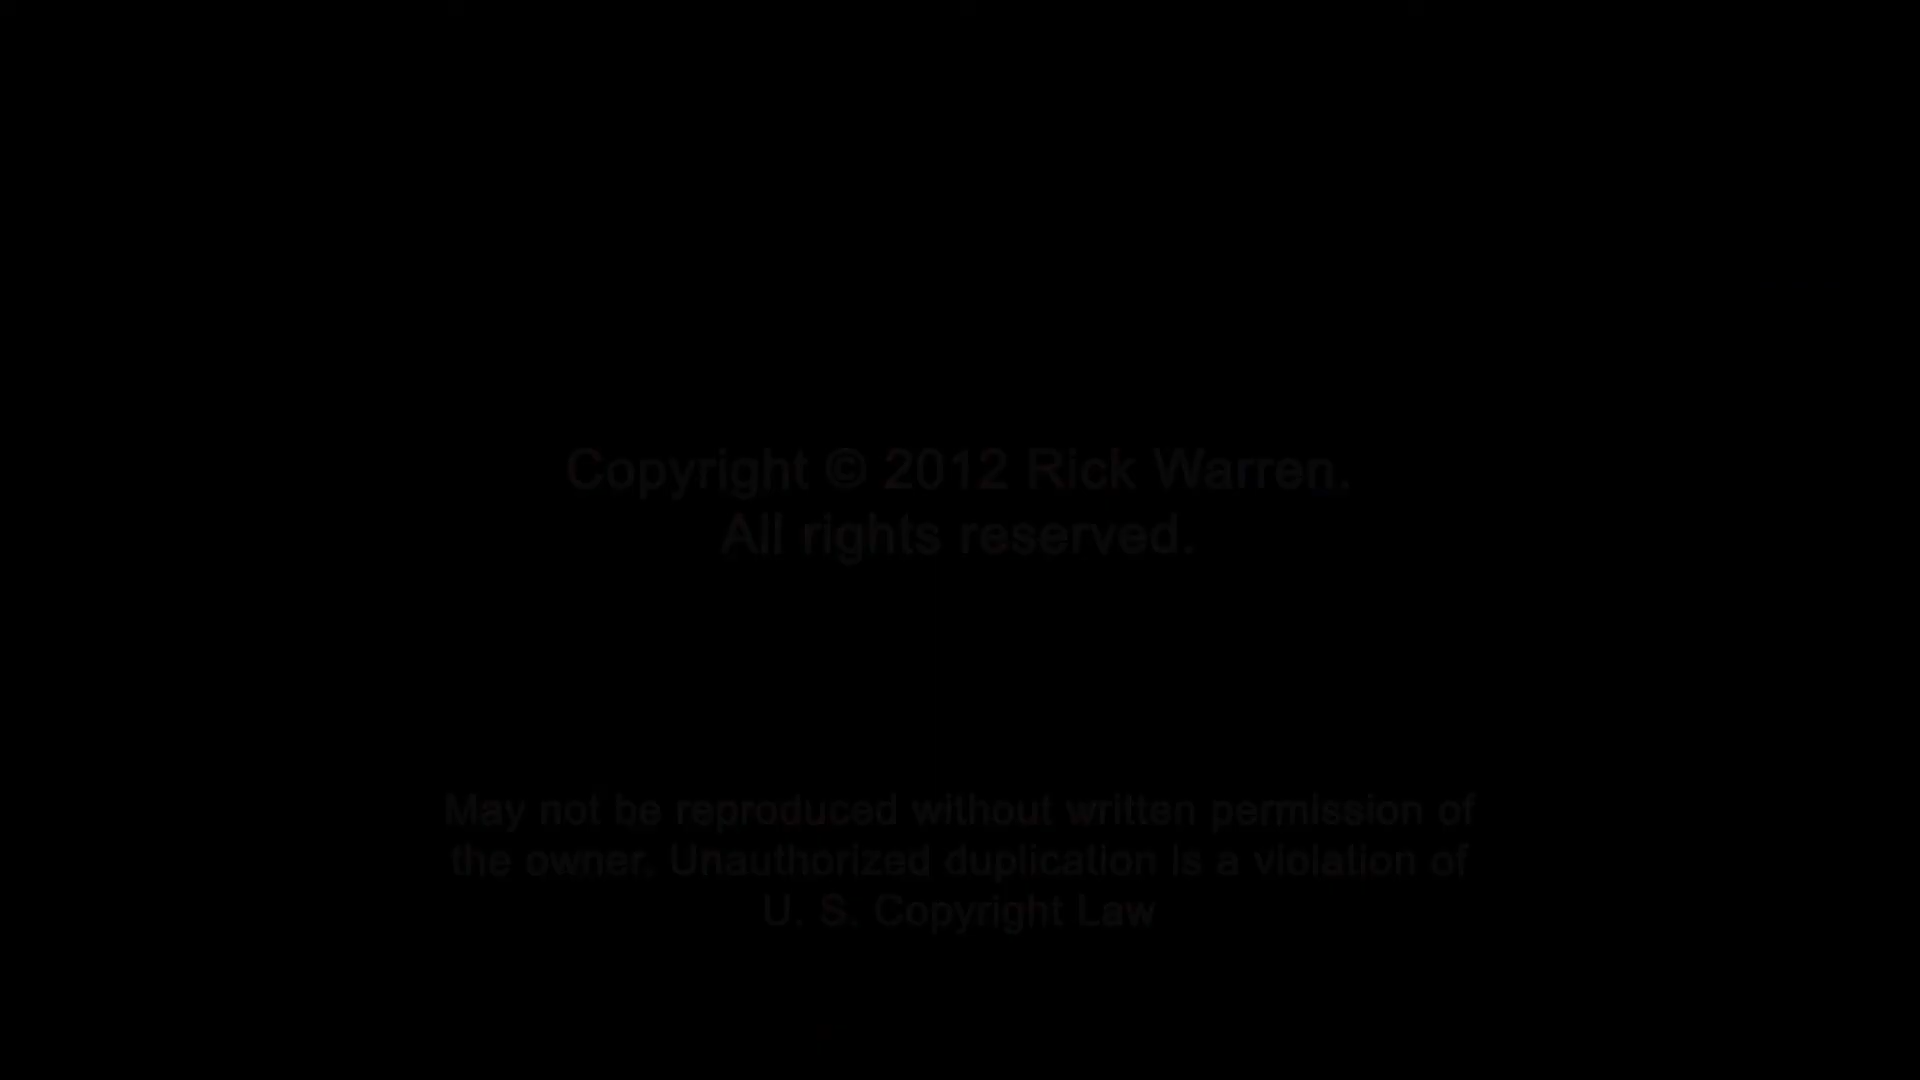 Copyright © 2012 Rick Warren.
All rights reserved.
May not be reproduced without written permission of
the owner. Unauthorized duplication is a violation of
U. S. Copyright Law